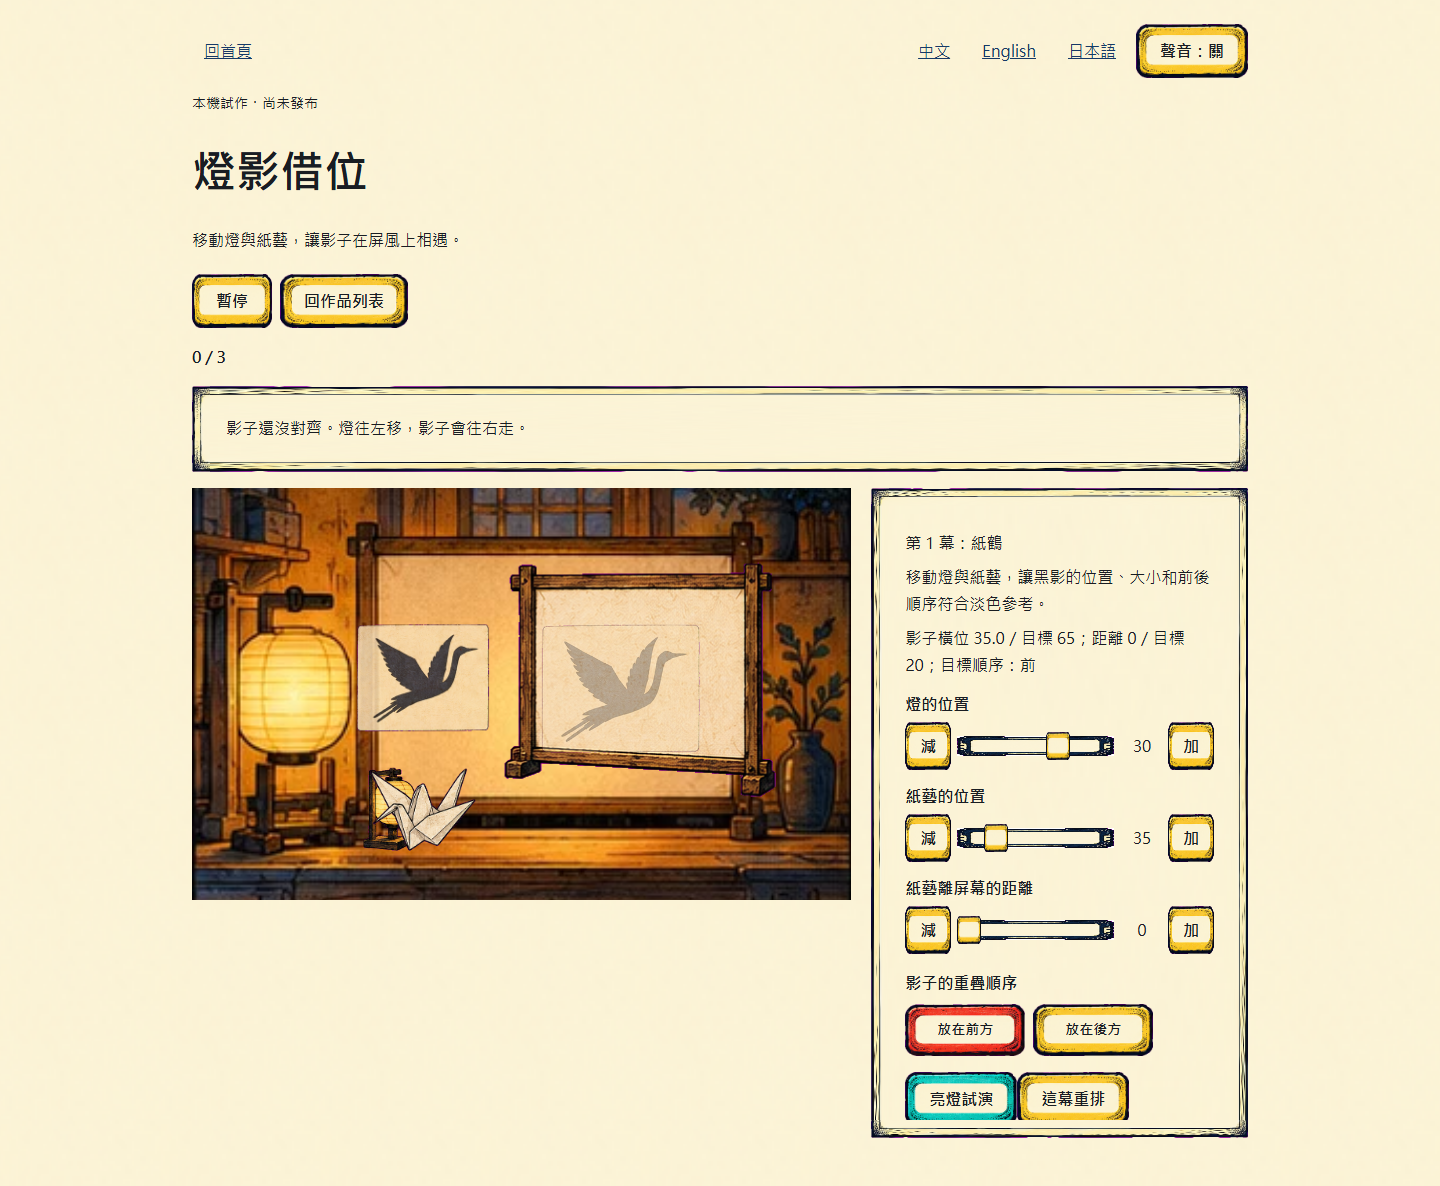 回首頁
中文
English
日本語
聲音：關
本機試作・尚未發布
燈影借位
移動燈與紙藝，讓影子在屏風上相遇。
暫停
回作品列表
0 / 3
影子還沒對齊。燈往左移，影子會往右走。
第 1 幕：紙鶴
移動燈與紙藝，讓黑影的位置、大小和前後
順序符合淡色參考。
影子橫位 35.0 / 目標 65；距離 0 / 目標
20；目標順序：前
燈的位置
減
30
加
紙藝的位置
減
35
加
紙藝離屏幕的距離
減
0
加
影子的重疊順序
放在前方
放在後方
亮燈試演
這幕重排